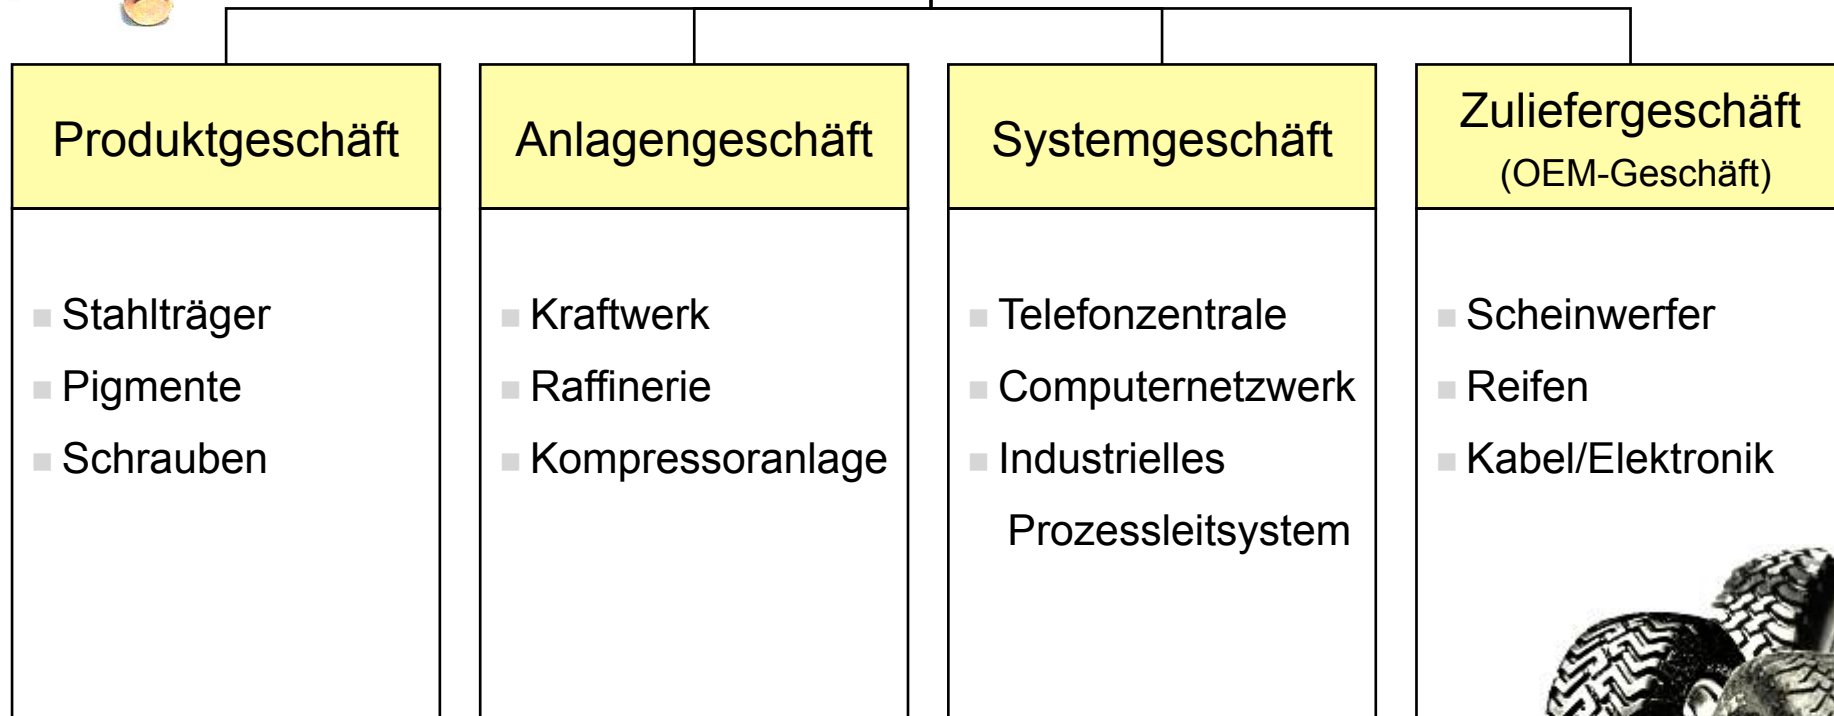 Produktgeschäft
Stahlträger
Pigmente
Schrauben
Anlagengeschäft
Kraftwerk
Raffinerie
Kompressoranlage
Systemgeschäft
Telefonzentrale
Computernetzwerk
Industrielles
Prozessleitsystem
Zuliefergeschäft
(OEM-Geschäft)
Scheinwerfer
Reifen
Kabel/Elektronik